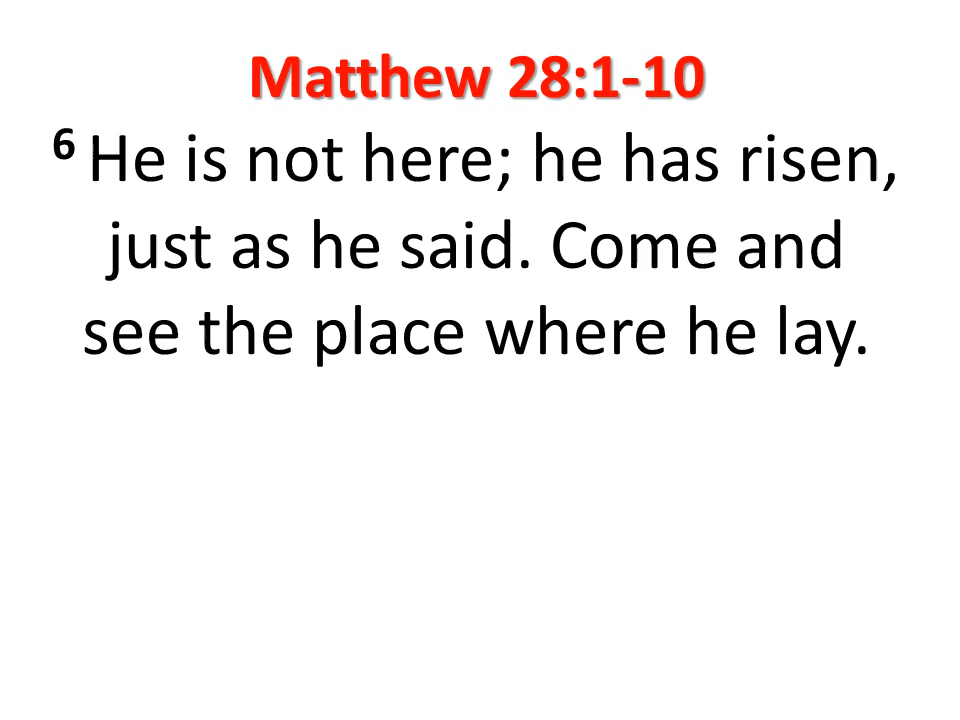 Matthew 28:1-10
6 He is not here; he has risen,
just as he said. Come and
see the place where he lay.